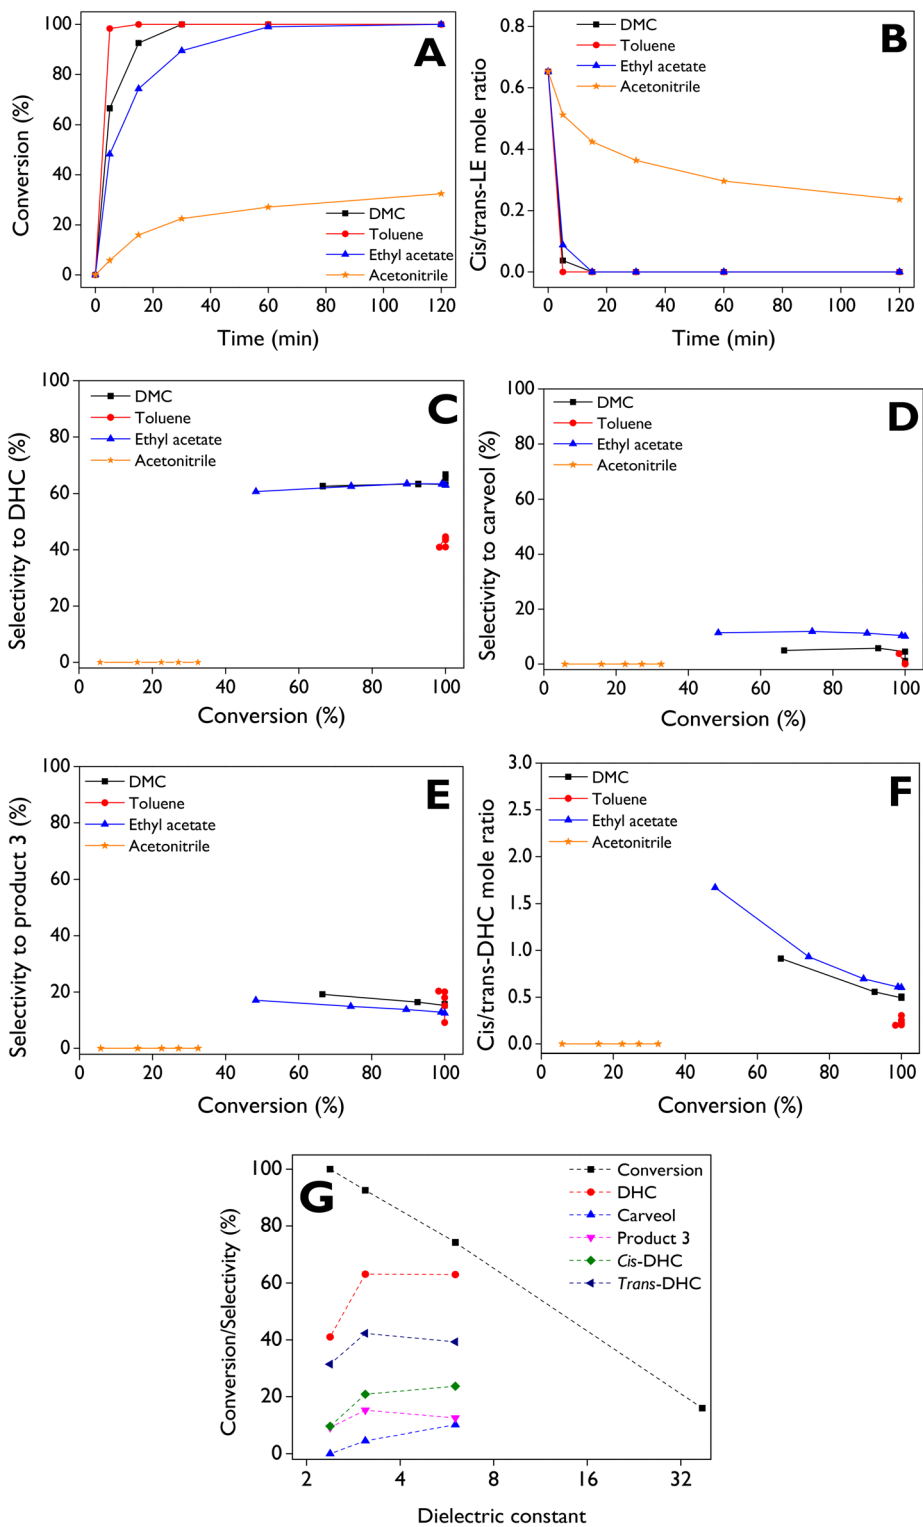 A
DMC
Toluene
Ethyl acetate
Acetonitrile
Conversion (%)
100
80
60
40
20
0
0 20 40 60 80 100 120
Time (min)
B
DMC
Toluene
Ethyl acetate
Acetonitrile
Cis/trans-LE mole ratio
0.8
0.6
0.4
0.2
0.0
0 20 40 60 80 100 120
Time (min)
C
DMC
Toluene
Ethyl acetate
Acetonitrile
Selectivity to DHC (%)
100
80
60
40
20
0
0 20 40 60 80 100
Conversion (%)
D
DMC
Toluene
Ethyl acetate
Acetonitrile
Selectivity to carveol (%)
100
80
60
40
20
0
0 20 40 60 80 100
Conversion (%)
E
DMC
Toluene
Ethyl acetate
Acetonitrile
Selectivity to product 3 (%)
100
80
60
40
20
0
0 20 40 60 80 100
Conversion (%)
F
DMC
Toluene
Ethyl acetate
Acetonitrile
Cis/trans-DHC mole ratio
3.0
2.5
2.0
1.5
1.0
0.5
0.0
0 20 40 60 80 100
Conversion (%)
G
Conversion
DHC
Carveol
Product 3
Cis-DHC
Trans-DHC
Conversion/Selectivity (%)
100
80
60
40
20
0
2 4 8 16 32
Dielectric constant